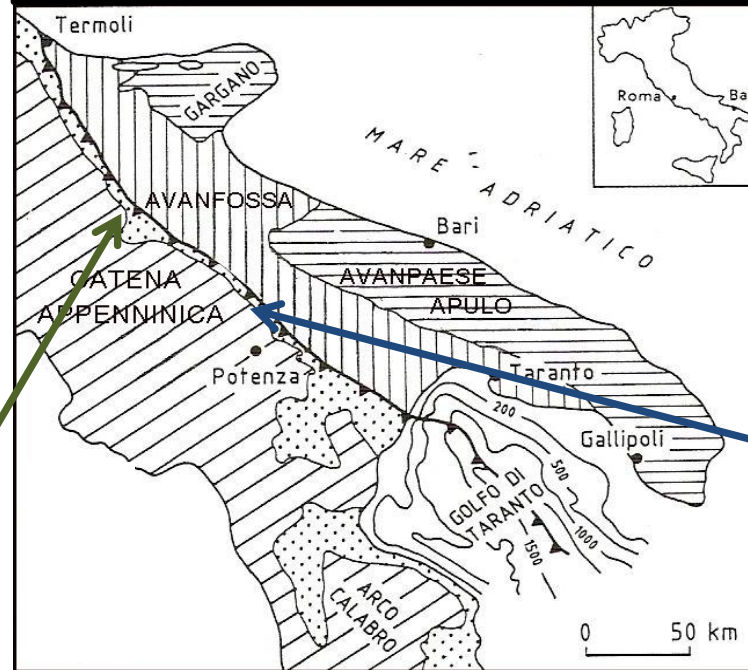 Termoli
GARGANO
Roma
Ba
MARE ADRIATICO
AVANFOSSA
Bari
CATENA
APPENNINICA
AVANPAESE
APULO
Potenza
Taranto
200
Gallipoli
500
GOLFO DI
TARANTO
1000
1500
ARCO
CALABRO
0 50 km